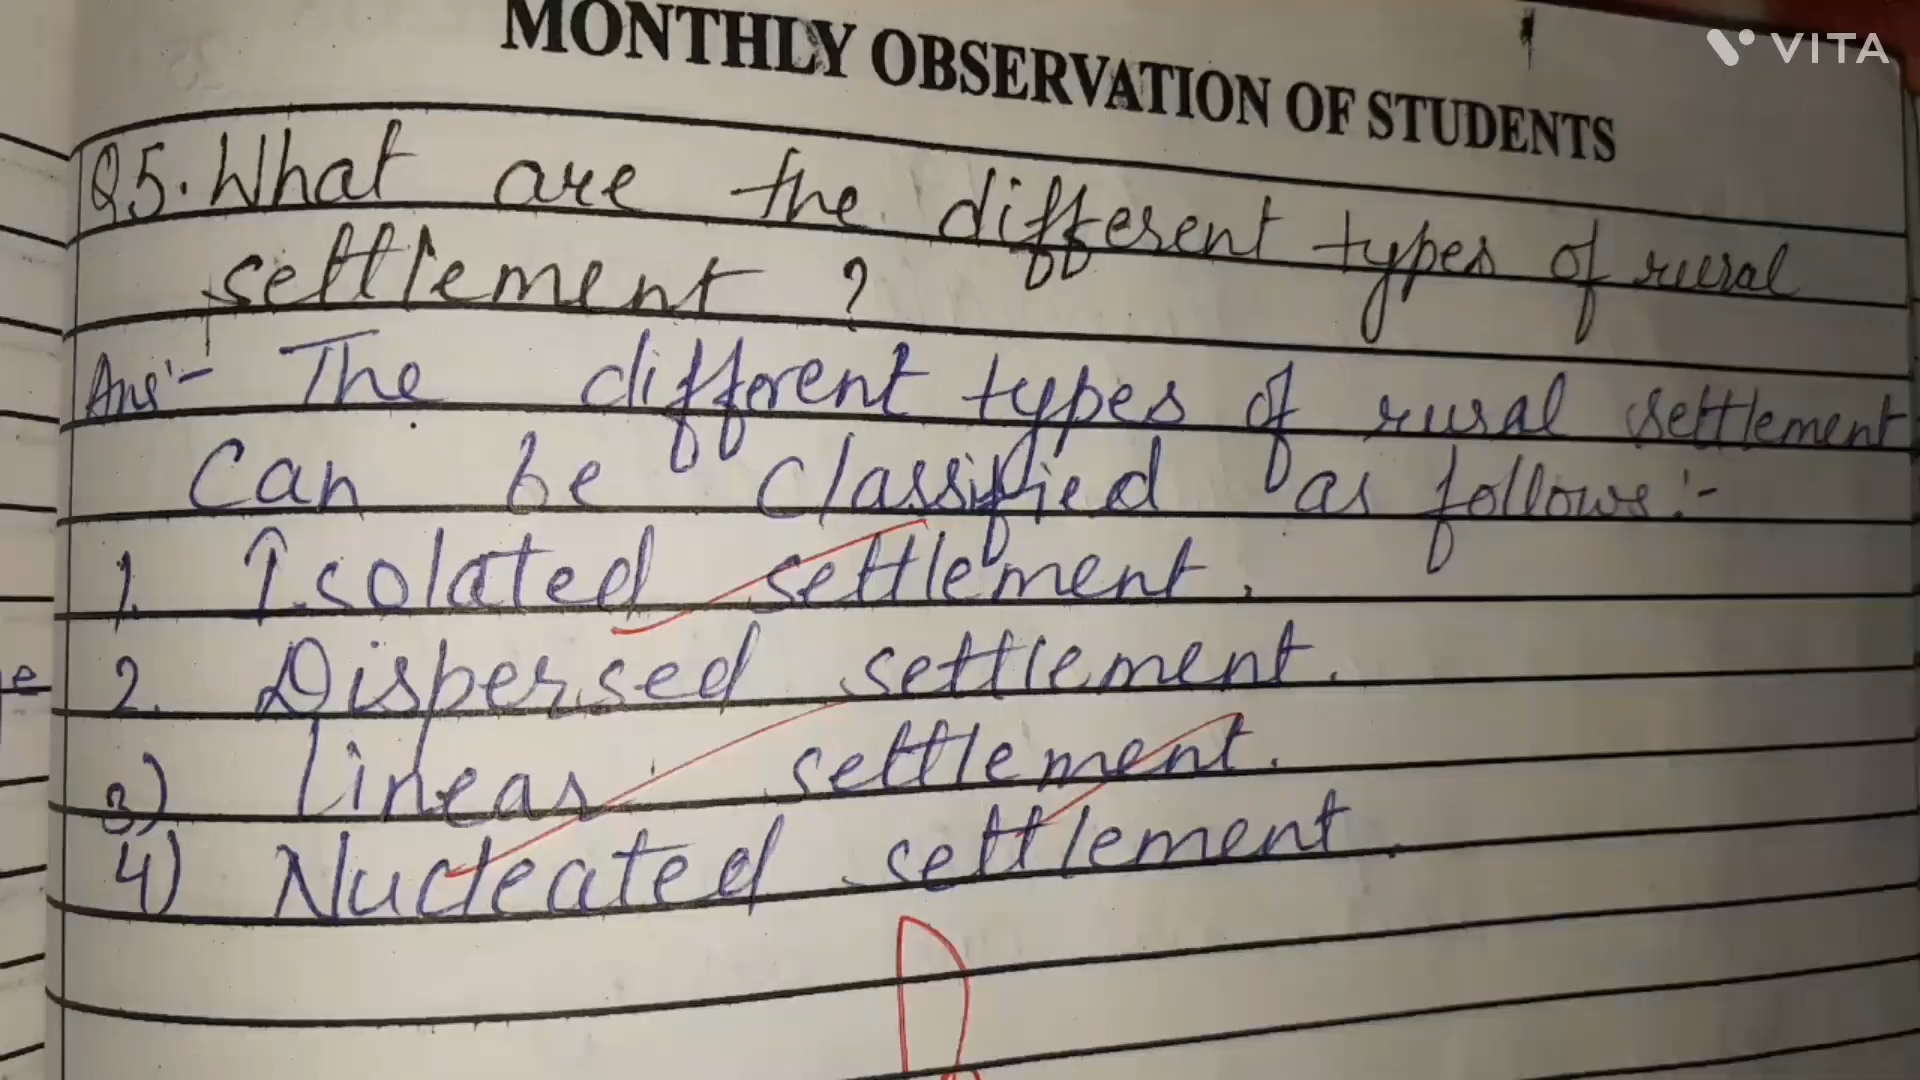 MONTHLY OBSERVATION OF STUDENTS
VITA
Q5. What are the different types of rural
settlement ?
Ans:- The different types of rural settlement
Can be classified as follows:-
1. Isolated settlement.
2. Dispersed settlement.
3) Linear settlement.
4) Nucleated settlement.